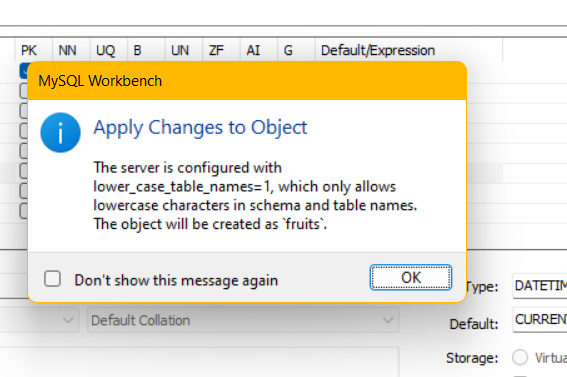 PK NN UQ B UN ZF AI G Default/Expression
MySQL Workbench
Apply Changes to Object
The server is configured with
lower_case_table_names=1, which only allows
lowercase characters in schema and table names.
The object will be created as `fruits`.
Don't show this message again
OK
Type: DATETIM
Default Collation
Default: CURREN
Storage: Virtua